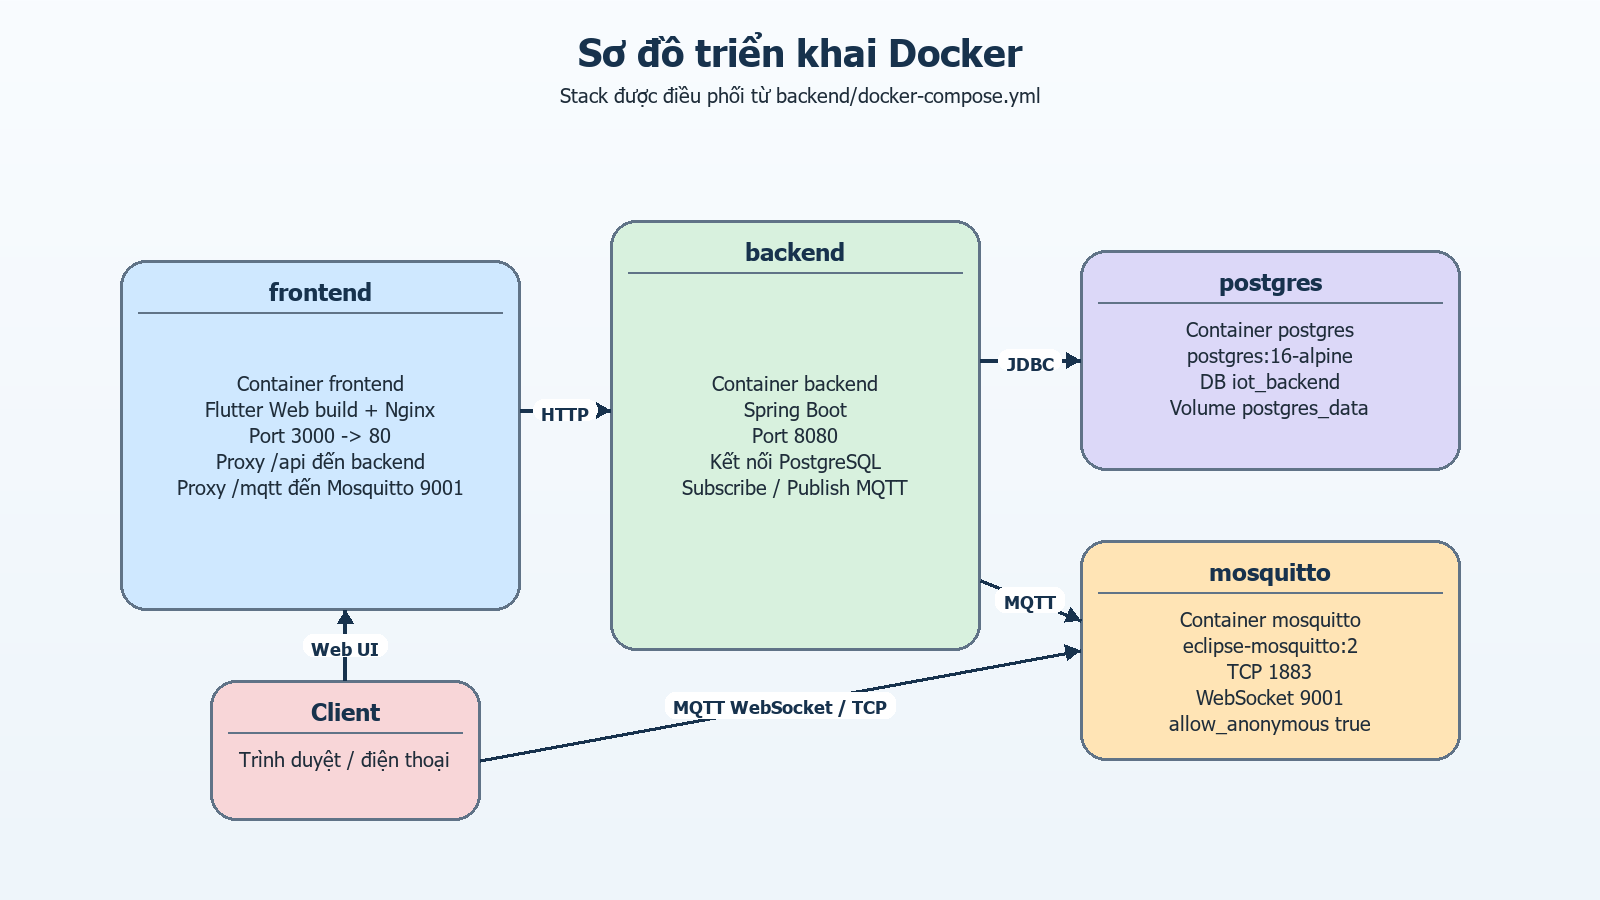 Sơ đồ triển khai Docker
Stack được điều phối từ backend/docker-compose.yml
frontend
Container frontend
Flutter Web build + Nginx
Port 3000 -> 80
Proxy /api đến backend
Proxy /mqtt đến Mosquitto 9001
HTTP
backend
Container backend
Spring Boot
Port 8080
Kết nối PostgreSQL
Subscribe / Publish MQTT
JDBC
postgres
Container postgres
postgres:16-alpine
DB iot_backend
Volume postgres_data
MQTT
mosquitto
Container mosquitto
eclipse-mosquitto:2
TCP 1883
WebSocket 9001
allow_anonymous true
Web UI
Client
Trình duyệt / điện thoại
MQTT WebSocket / TCP